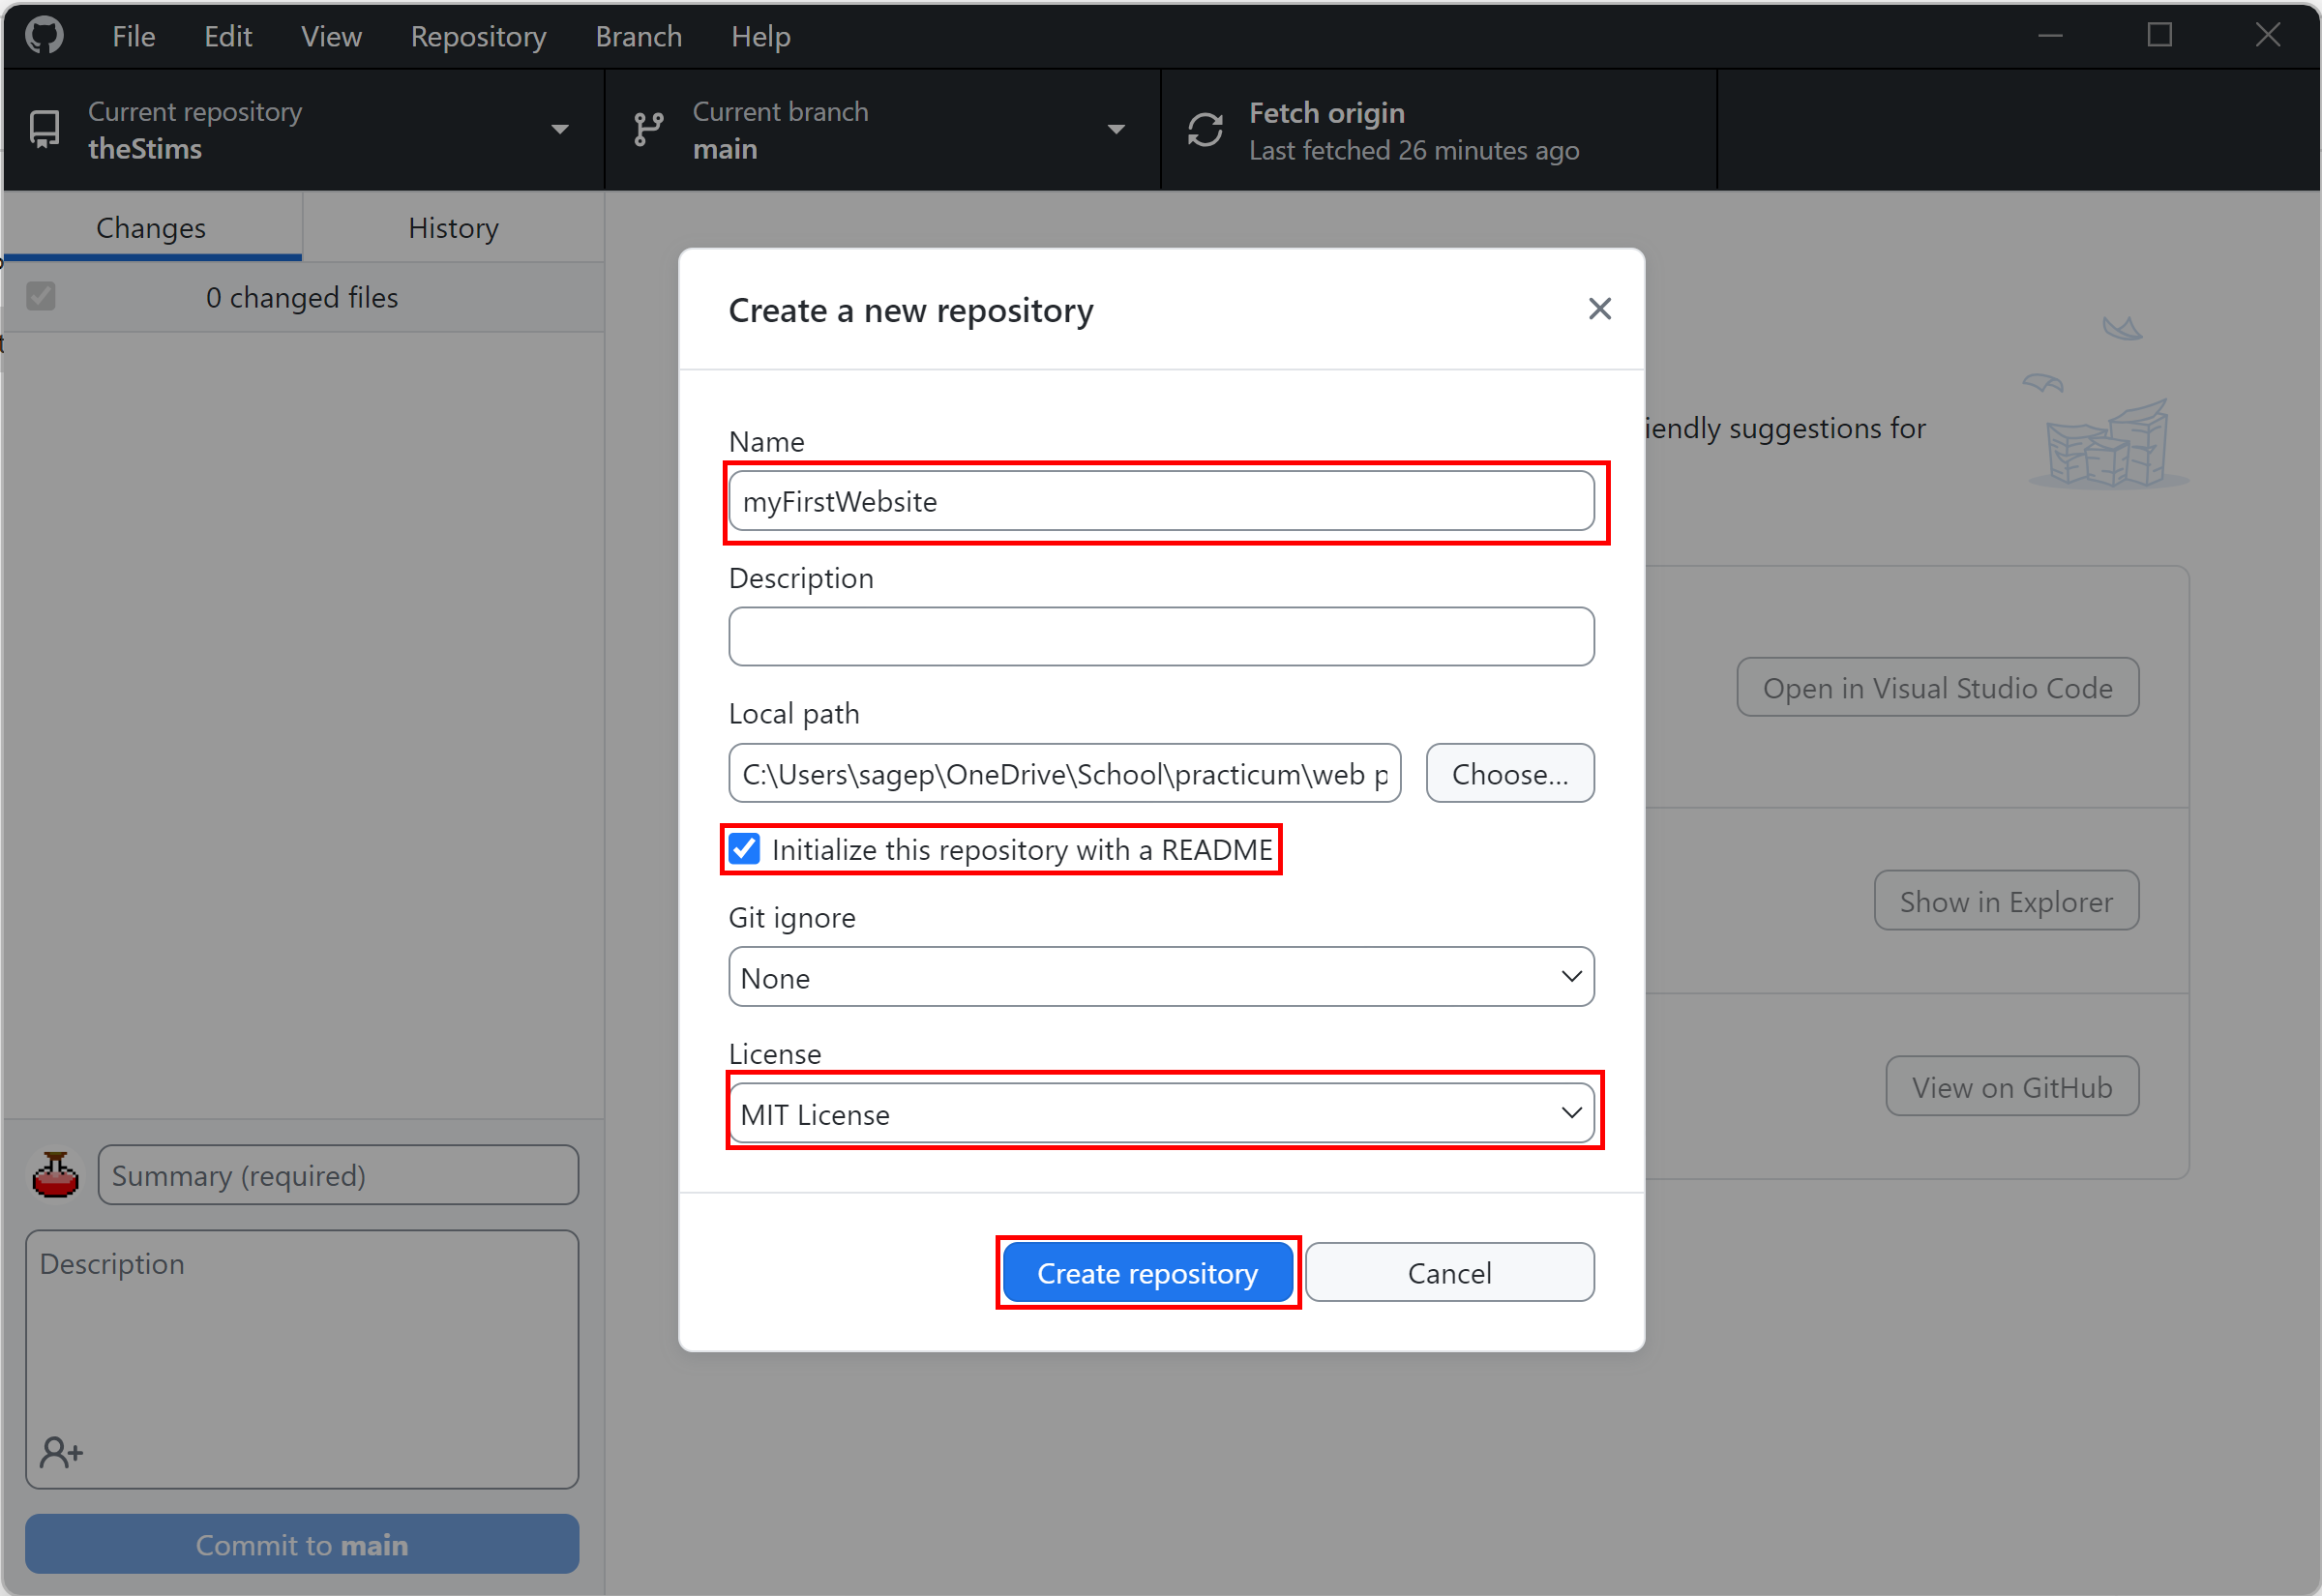 File Edit View Repository Branch Help
Current repository
theStims
Current branch
main
Fetch origin
Last fetched 26 minutes ago
Changes
History
0 changed files
Create a new repository
iendly suggestions for
Name
myFirstWebsite
Description
Local path
C:\Users\sagep\OneDrive\School\practicum\web p
Choose...
Initialize this repository with a README
Git ignore
None
License
MIT License
Create repository
Cancel
Open in Visual Studio Code
Show in Explorer
View on GitHub
Summary (required)
Description
Commit to main